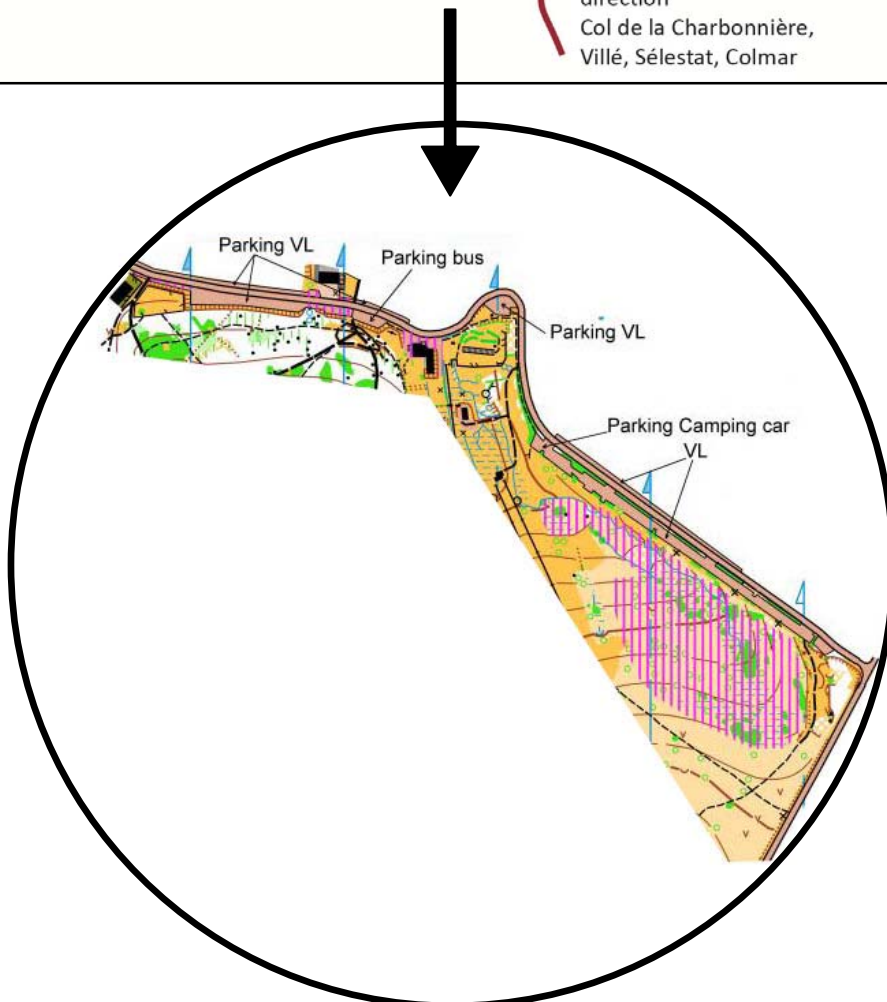 direction
Col de la Charbonnière,
Villé, Sélestat, Colmar
Parking VL
Parking bus
Parking VL
Parking Camping car
VL